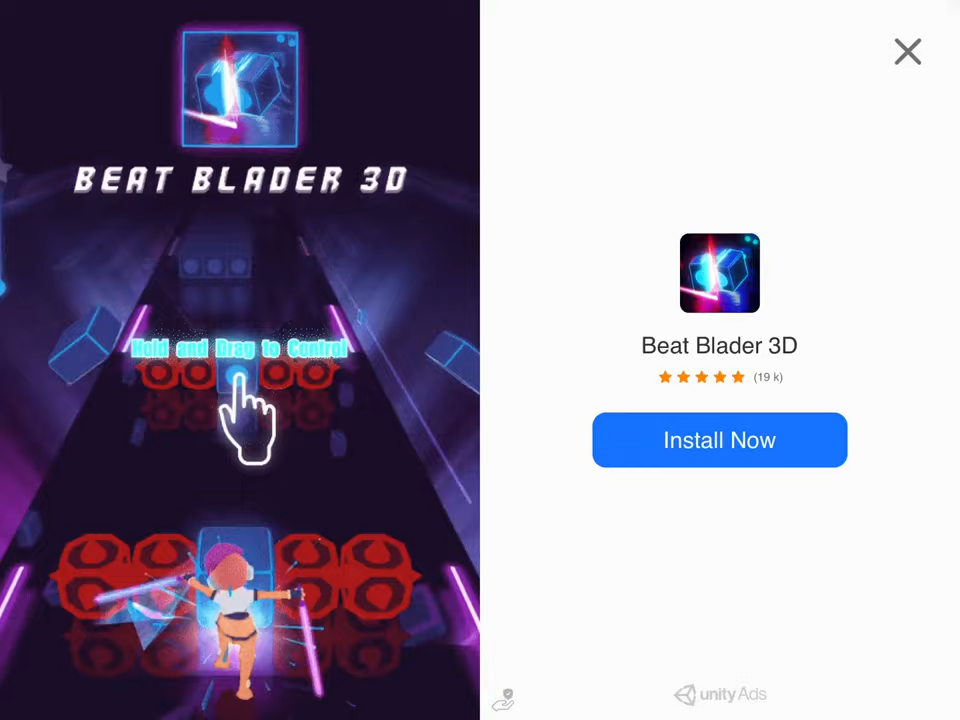 BEAT BLADER 3D
Hold and Drag to Control
Beat Blader 3D
(19 k)
Install Now
unity Ads